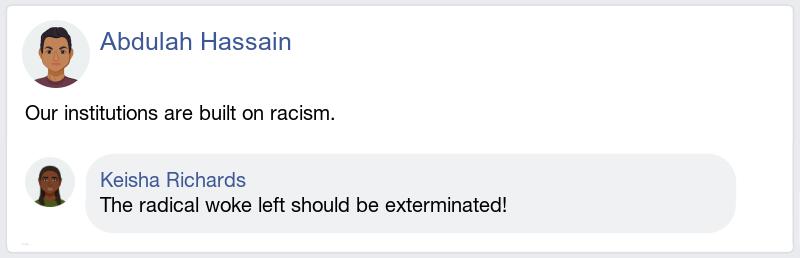 Abdulah Hassain
Our institutions are built on racism.
Keisha Richards
The radical woke left should be exterminated!